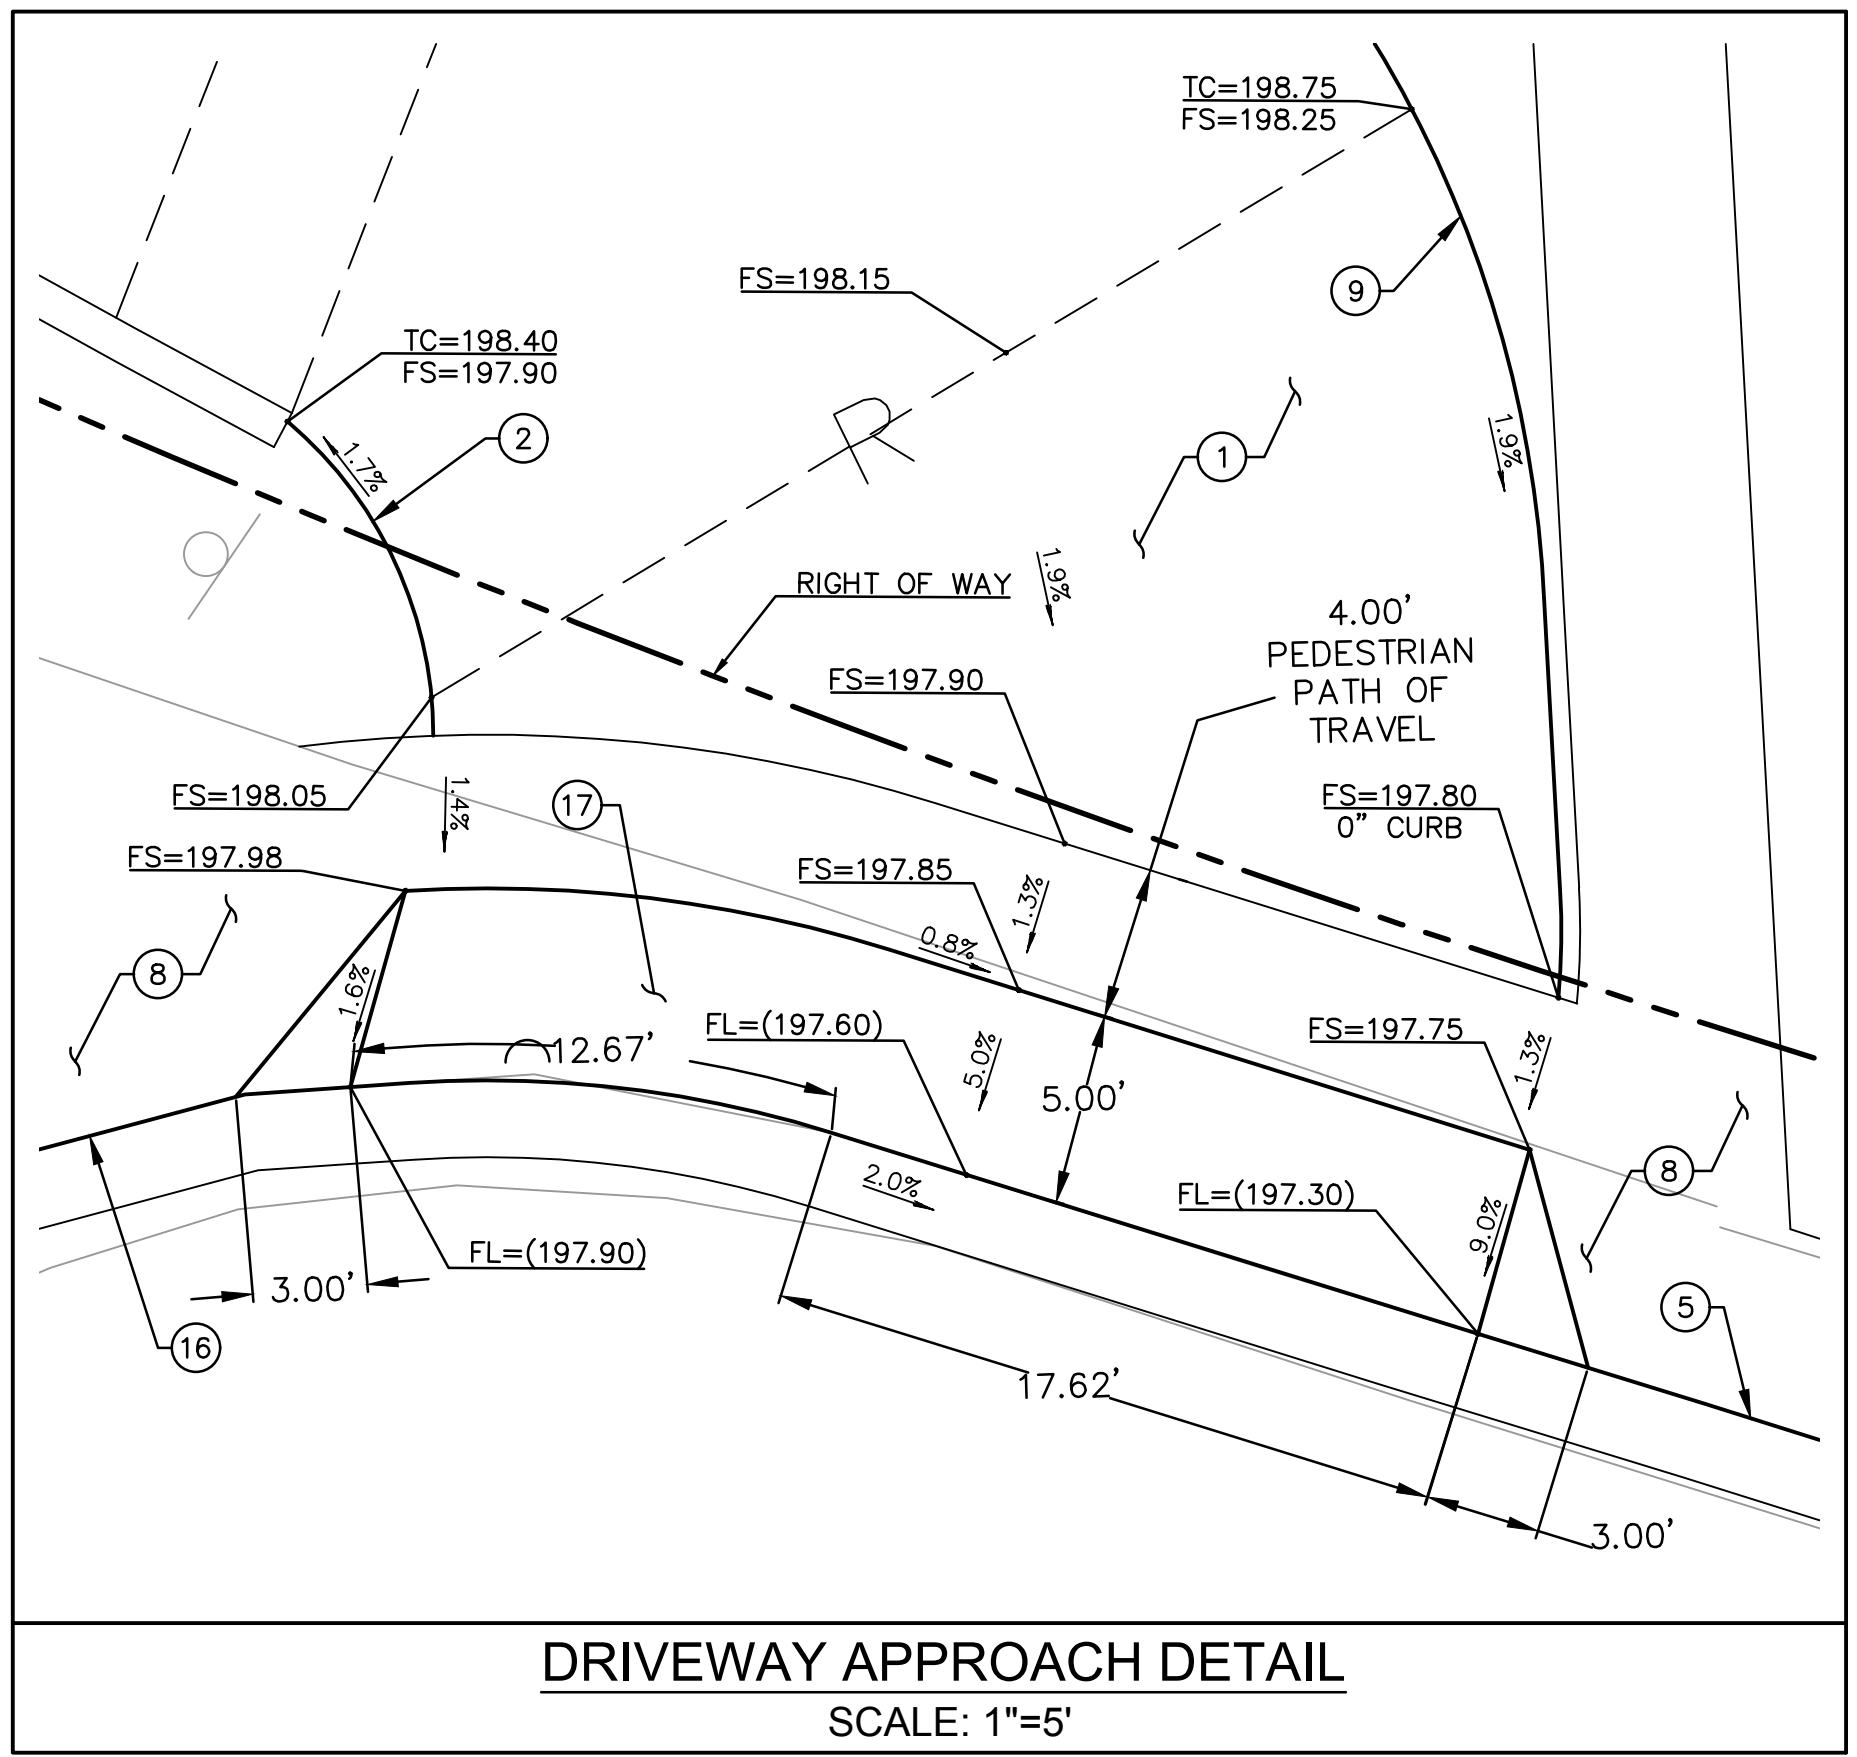 TC=198.75
FS=198.25
FS=198.15
9
TC=198.40
FS=197.90
2
1.7%
1
1.9%
R
1.9%
RIGHT OF WAY
4.00'
PEDESTRIAN
PATH OF
TRAVEL
FS=197.90
FS=198.05
1.4%
17
FS=197.80
0" CURB
FS=197.98
FS=197.85
1.3%
0.8%
8
1.6%
12.67'
FL=(197.60)
5.0%
5.00'
FS=197.75
1.3%
8
2.0%
FL=(197.30)
9.0%
FL=(197.90)
3.00'
16
5
17.62'
3.00'
DRIVEWAY APPROACH DETAIL
SCALE: 1"=5'